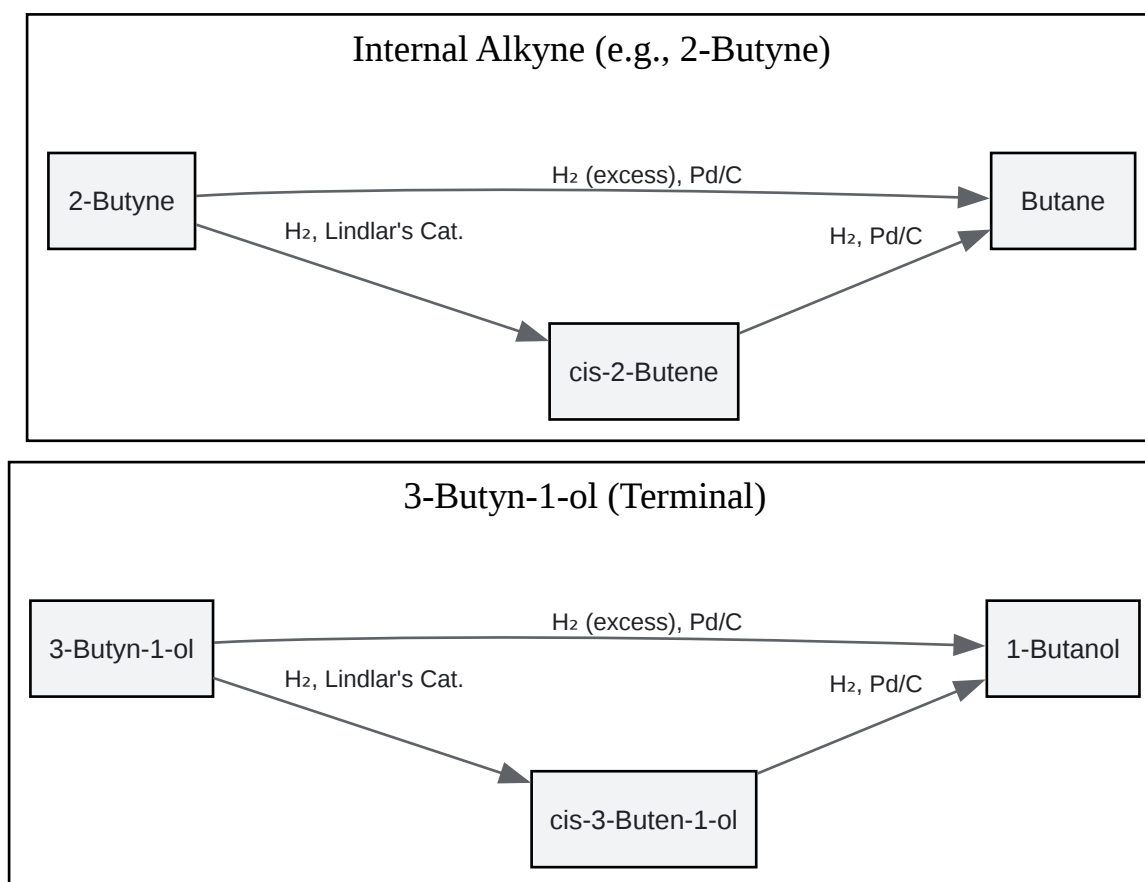 Internal Alkyne (e.g., 2-Butyne)
2-Butyne
H₂ (excess), Pd/C
Butane
H₂, Lindlar's Cat.
H₂, Pd/C
cis-2-Butene
3-Butyn-1-ol (Terminal)
3-Butyn-1-ol
H₂ (excess), Pd/C
1-Butanol
H₂, Lindlar's Cat.
H₂, Pd/C
cis-3-Buten-1-ol